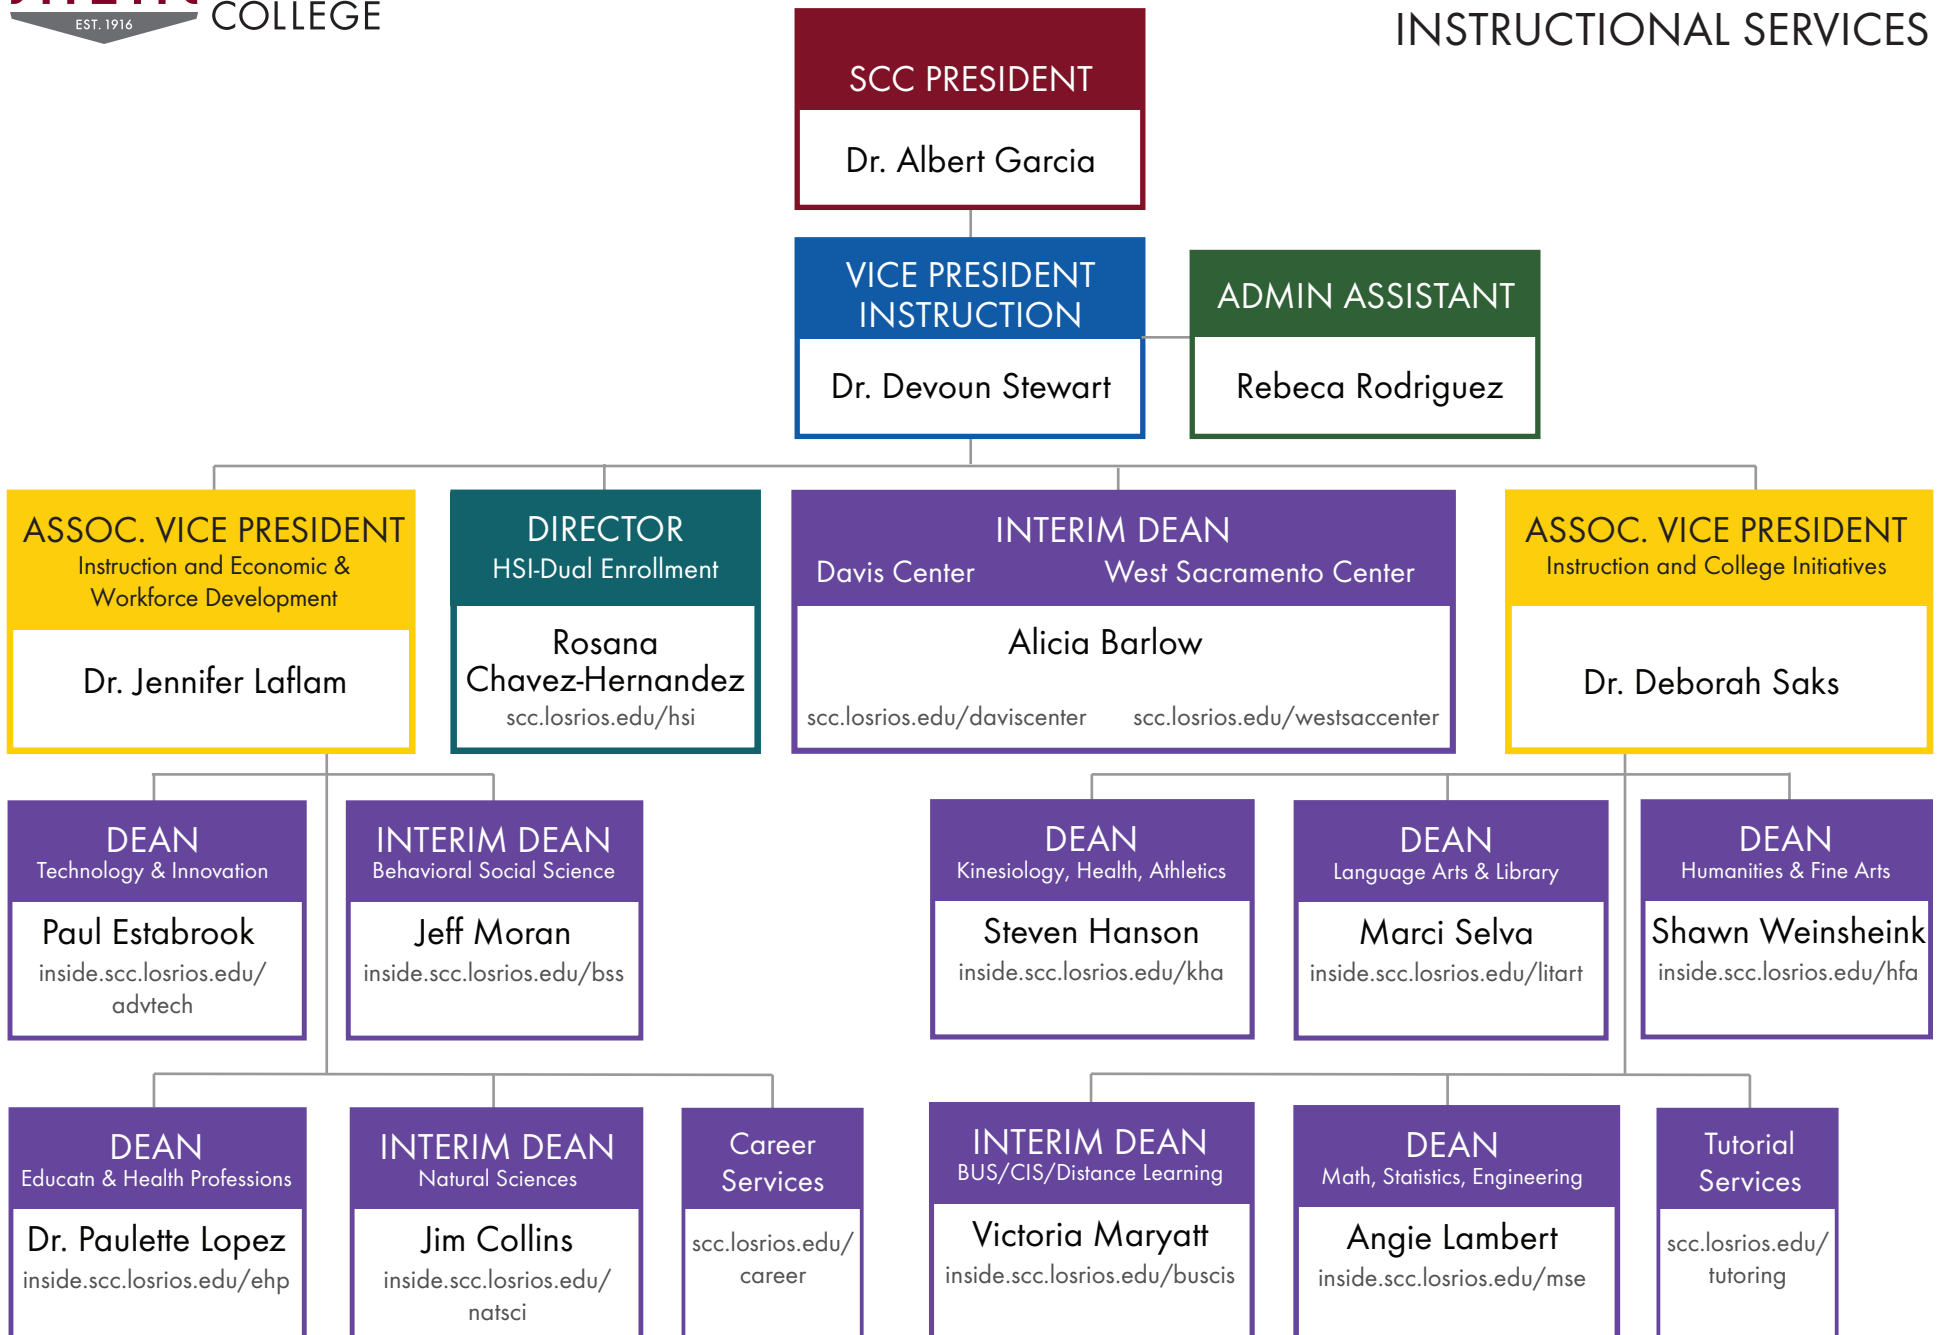 EST. 1916
COLLEGE
INSTRUCTIONAL SERVICES
SCC PRESIDENT
Dr. Albert Garcia
VICE PRESIDENT
INSTRUCTION
Dr. Devoun Stewart
ADMIN ASSISTANT
Rebeca Rodriguez
ASSOC. VICE PRESIDENT
Instruction and Economic &
Workforce Development
Dr. Jennifer Laflam
DIRECTOR
HSI-Dual Enrollment
Rosana
Chavez-Hernandez
scc.losrios.edu/hsi
INTERIM DEAN
Davis Center West Sacramento Center
Alicia Barlow
scc.losrios.edu/daviscenter scc.losrios.edu/westsaccenter
ASSOC. VICE PRESIDENT
Instruction and College Initiatives
Dr. Deborah Saks
DEAN
Technology & Innovation
Paul Estabrook
inside.scc.losrios.edu/
advtech
INTERIM DEAN
Behavioral Social Science
Jeff Moran
inside.scc.losrios.edu/bss
DEAN
Kinesiology, Health, Athletics
Steven Hanson
inside.scc.losrios.edu/kha
DEAN
Language Arts & Library
Marci Selva
inside.scc.losrios.edu/litart
DEAN
Humanities & Fine Arts
Shawn Weinsheink
inside.scc.losrios.edu/hfa
DEAN
Educatn & Health Professions
Dr. Paulette Lopez
inside.scc.losrios.edu/ehp
INTERIM DEAN
Natural Sciences
Jim Collins
inside.scc.losrios.edu/
natsci
Career
Services
scc.losrios.edu/
career
INTERIM DEAN
BUS/CIS/Distance Learning
Victoria Maryatt
inside.scc.losrios.edu/buscis
DEAN
Math, Statistics, Engineering
Angie Lambert
inside.scc.losrios.edu/mse
Tutorial
Services
scc.losrios.edu/
tutoring